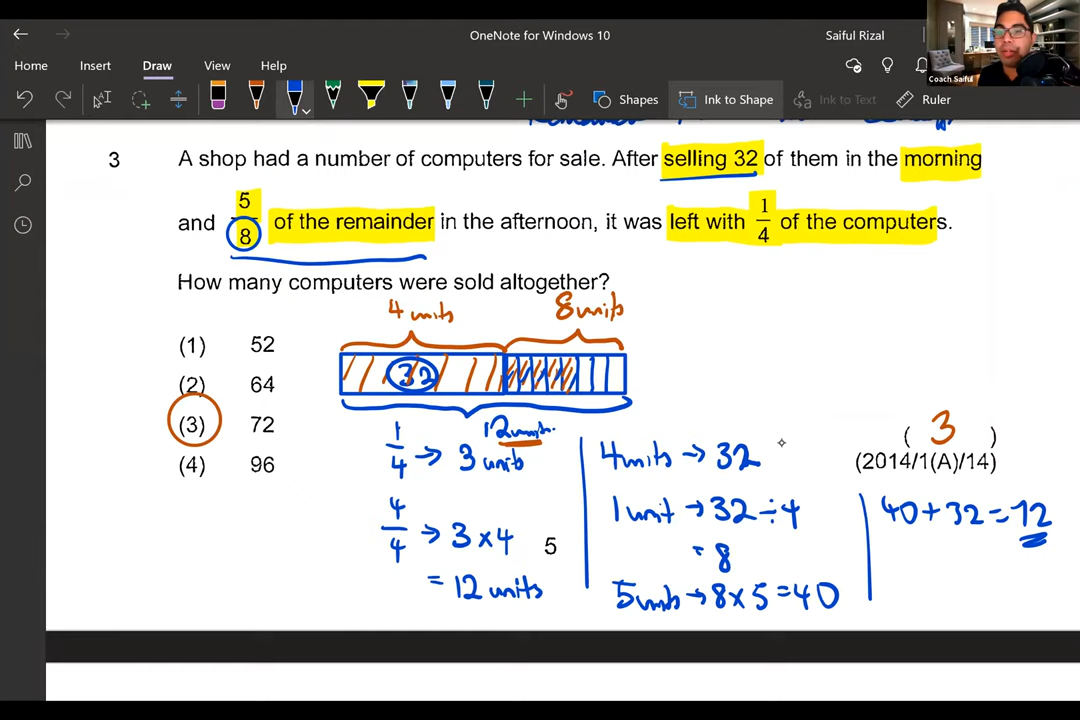 OneNote for Windows 10
Saiful Rizal
Coach Saiful
Home Insert Draw View Help
Shapes Ink to Shape Ink to Text Ruler
3 A shop had a number of computers for sale. After selling 32 of them in the morning
and 5/8 of the remainder in the afternoon, it was left with 1/4 of the computers.
How many computers were sold altogether?
4 units 8 units
(1) 52
(2) 64
(3) 72
(4) 96
32
12 units.
( 3 )
(2014/1(A)/14)
1/4 → 3 units
4/4 → 3 × 4
= 12 units
4 units → 32
1 unit → 32 ÷ 4
= 8
5 units → 8 × 5 = 40
40 + 32 = 72
5